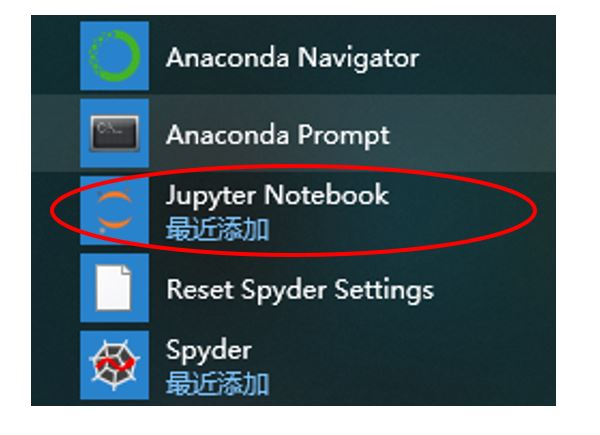 Anaconda Navigator
Anaconda Prompt
Jupyter Notebook
最近添加
Reset Spyder Settings
Spyder
最近添加